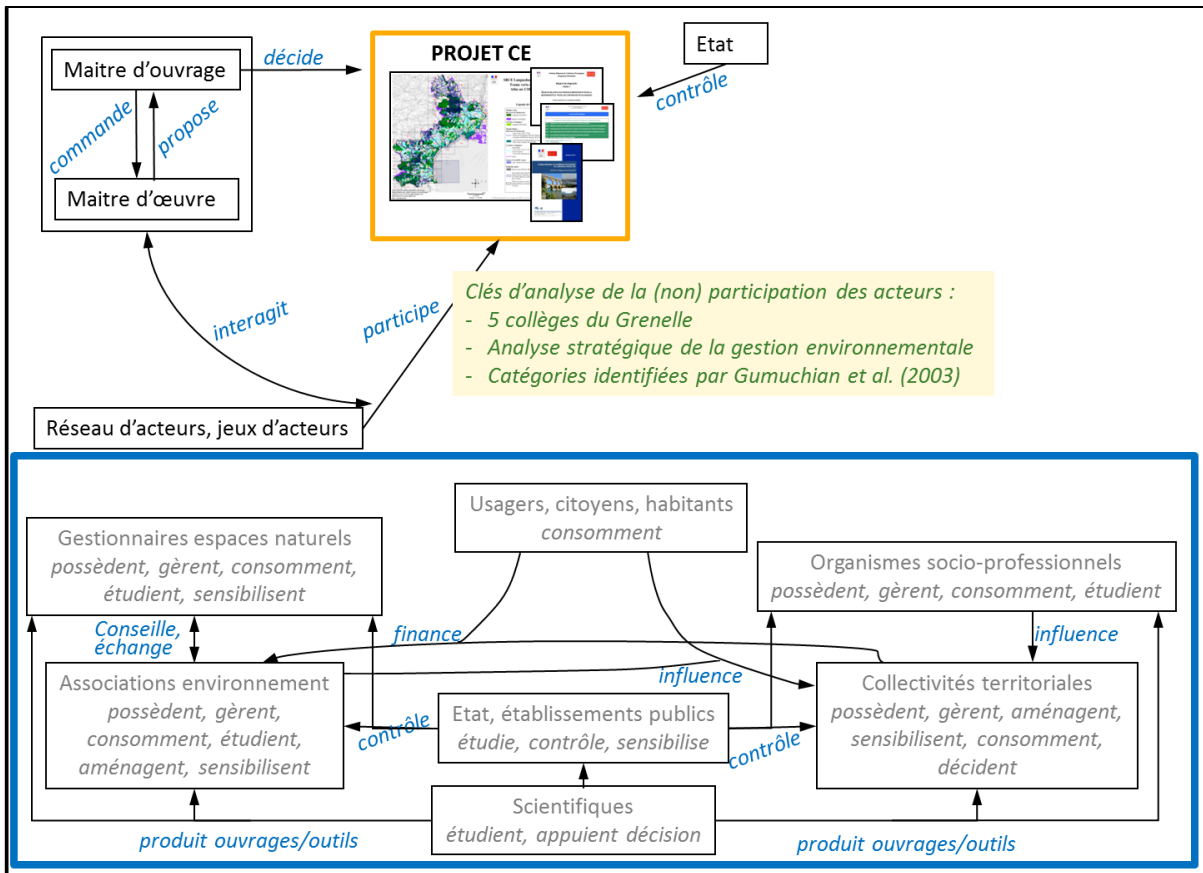 PROJET CE
Etat
Maitre d'ouvrage
décide
contrôle
commande
propose
Maitre d'œuvre
interagit
participe
Clés d'analyse de la (non) participation des acteurs :
- 5 collèges du Grenelle
- Analyse stratégique de la gestion environnementale
- Catégories identifiées par Gumuchian et al. (2003)
Réseau d'acteurs, jeux d'acteurs
Usagers, citoyens, habitants
consomment
Gestionnaires espaces naturels
possèdent, gèrent, consomment,
étudient, sensibilisent
Organismes socio-professionnels
possèdent, gèrent, consomment, étudient
Conseille,
échange
finance
influence
influence
Associations environnement
possèdent, gèrent,
consomment, étudient,
aménagent, sensibilisent
contrôle
Etat, établissements publics
étudie, contrôle, sensibilise
contrôle
Collectivités territoriales
possèdent, gèrent, aménagent,
sensibilisent, consomment,
décident
Scientifiques
étudient, appuient décision
produit ouvrages/outils
produit ouvrages/outils